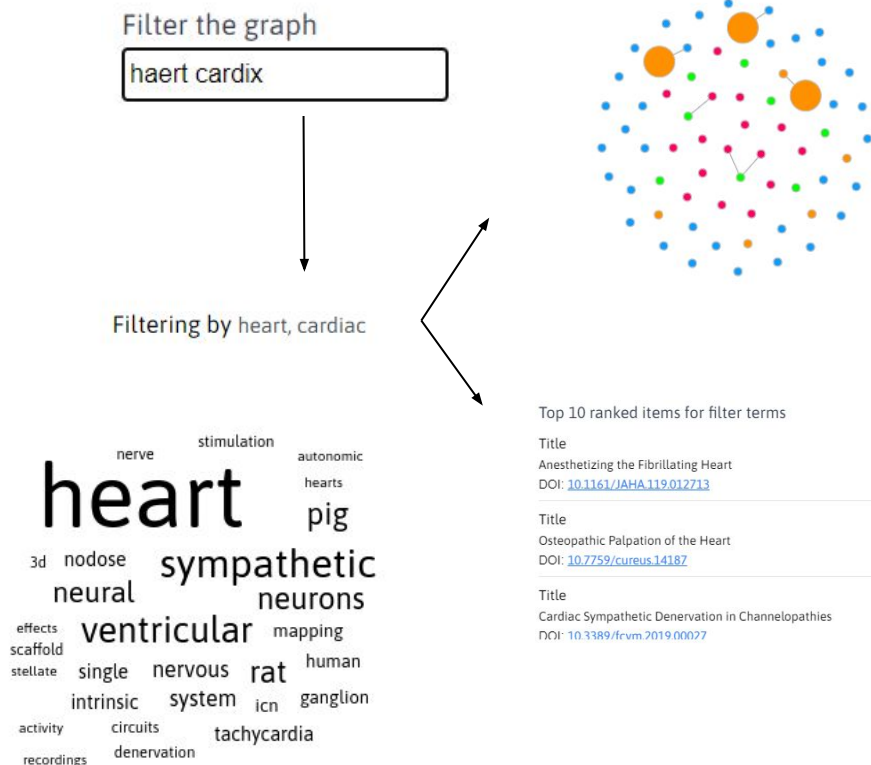 Filter the graph
haert cardix
Filtering by heart, cardiac
stimulation
nerve
autonomic
heart
hearts
pig
3d nodose sympathetic
neural neurons
effects ventricular mapping
scaffold
stellate single nervous rat human
intrinsic system icn ganglion
activity circuits tachycardia
recordings denervation
Top 10 ranked items for filter terms
Title
Anesthetizing the Fibrillating Heart
DOI: 10.1161/JAHA.119.012713
Title
Osteopathic Palpation of the Heart
DOI: 10.7759/cureus.14187
Title
Cardiac Sympathetic Denervation in Channelopathies
DOI: 10.3389/fcvm.2019.00027